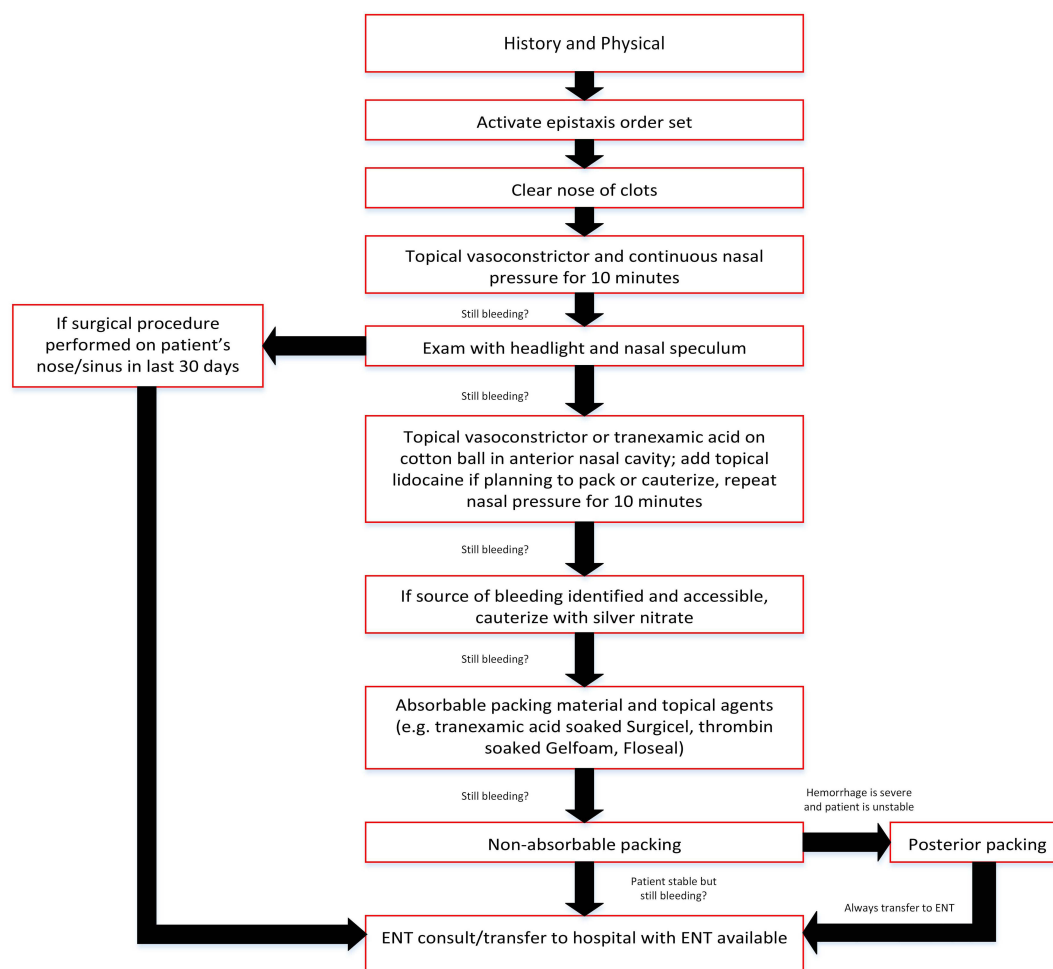 History and Physical
Activate epistaxis order set
Clear nose of clots
Topical vasoconstrictor and continuous nasal
pressure for 10 minutes
Still bleeding?
If surgical procedure
performed on patient’s
nose/sinus in last 30 days
Exam with headlight and nasal speculum
Still bleeding?
Topical vasoconstrictor or tranexamic acid on
cotton ball in anterior nasal cavity; add topical
lidocaine if planning to pack or cauterize, repeat
nasal pressure for 10 minutes
Still bleeding?
If source of bleeding identified and accessible,
cauterize with silver nitrate
Still bleeding?
Absorbable packing material and topical agents
(e.g. tranexamic acid soaked Surgicel, thrombin
soaked Gelfoam, Floseal)
Still bleeding?
Hemorrhage is severe
and patient is unstable
Non-absorbable packing
Posterior packing
Patient stable but
still bleeding?
Always transfer to ENT
ENT consult/transfer to hospital with ENT available